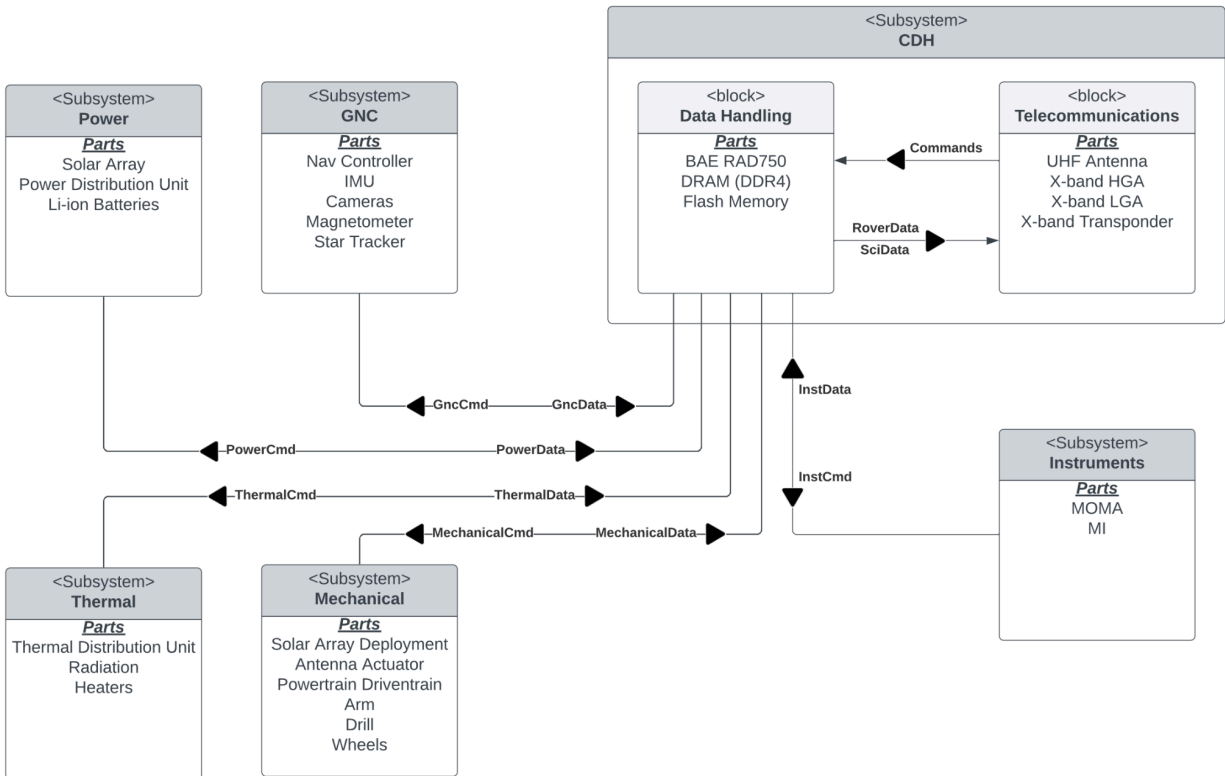 <Subsystem>
CDH
<Subsystem>
Power
Parts
Solar Array
Power Distribution Unit
Li-ion Batteries
<Subsystem>
GNC
Parts
Nav Controller
IMU
Cameras
Magnetometer
Star Tracker
<block>
Data Handling
Parts
BAE RAD750
DRAM (DDR4)
Flash Memory
Commands
RoverData
SciData
<block>
Telecommunications
Parts
UHF Antenna
X-band HGA
X-band LGA
X-band Transponder
GncCmd GncData
PowerCmd PowerData
ThermalCmd ThermalData
MechanicalCmd MechanicalData
InstData
InstCmd
<Subsystem>
Instruments
Parts
MOMA
MI
<Subsystem>
Thermal
Parts
Thermal Distribution Unit
Radiation
Heaters
<Subsystem>
Mechanical
Parts
Solar Array Deployment
Antenna Actuator
Powertrain Driventrain
Arm
Drill
Wheels